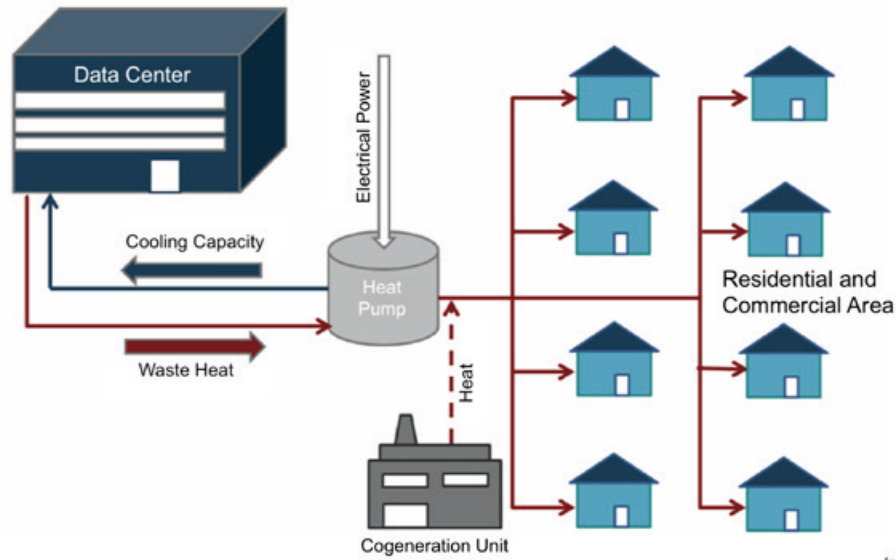 Data Center
Electrical Power
Cooling Capacity
Heat
Pump
Waste Heat
Heat
Residential and
Commercial Area
Cogeneration Unit